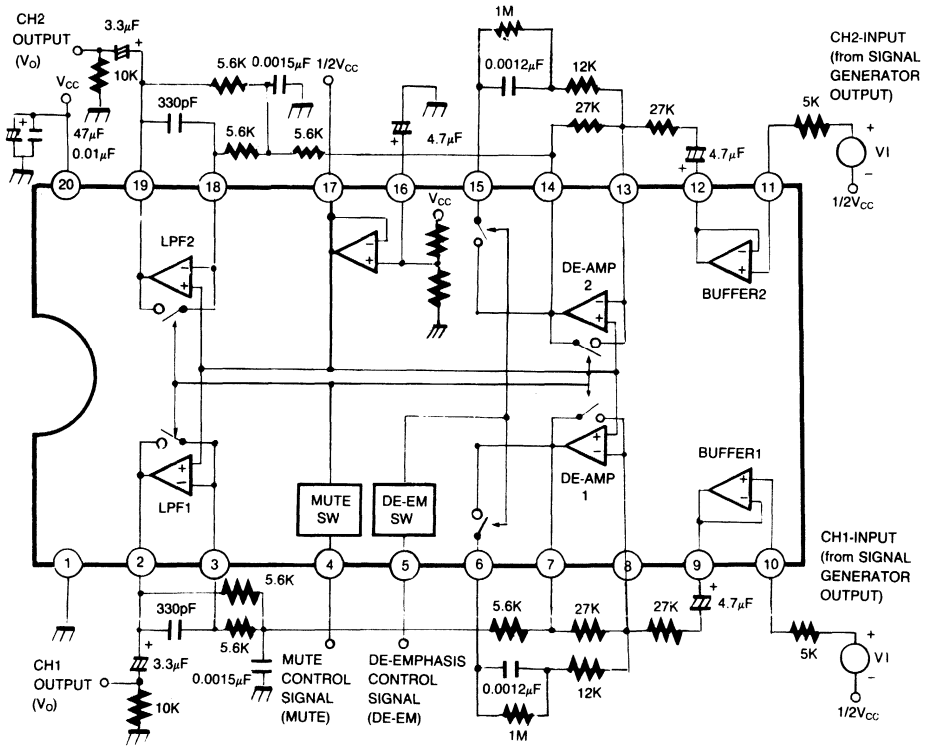 1M
CH2
OUTPUT
(VO)
3.3μF
+
10K
5.6K
0.0015μF
1/2VCC
0.0012μF
12K
CH2-INPUT
(from SIGNAL
GENERATOR
OUTPUT)
VCC
330pF
27K
27K
5K
+
+
47μF
0.01μF
5.6K
5.6K
+
4.7μF
4.7μF
+
VI
−
1/2VCC
20
19
18
17
16
15
14
13
12
11
VCC
LPF2
−
+
−
+
DE-AMP
2
−
+
−
+
BUFFER2
+
−
LPF1
MUTE
SW
DE-EM
SW
+
−
DE-AMP
1
BUFFER1
+
−
1
2
3
4
5
6
7
8
9
10
CH1-INPUT
(from SIGNAL
GENERATOR
OUTPUT)
5.6K
330pF
5.6K
5.6K
27K
27K
+
4.7μF
+
3.3μF
0.0015μF
CH1
OUTPUT
(VO)
10K
MUTE
CONTROL
SIGNAL
(MUTE)
DE-EMPHASIS
CONTROL
SIGNAL
(DE-EM)
0.0012μF
12K
1M
5K
+
VI
−
1/2VCC